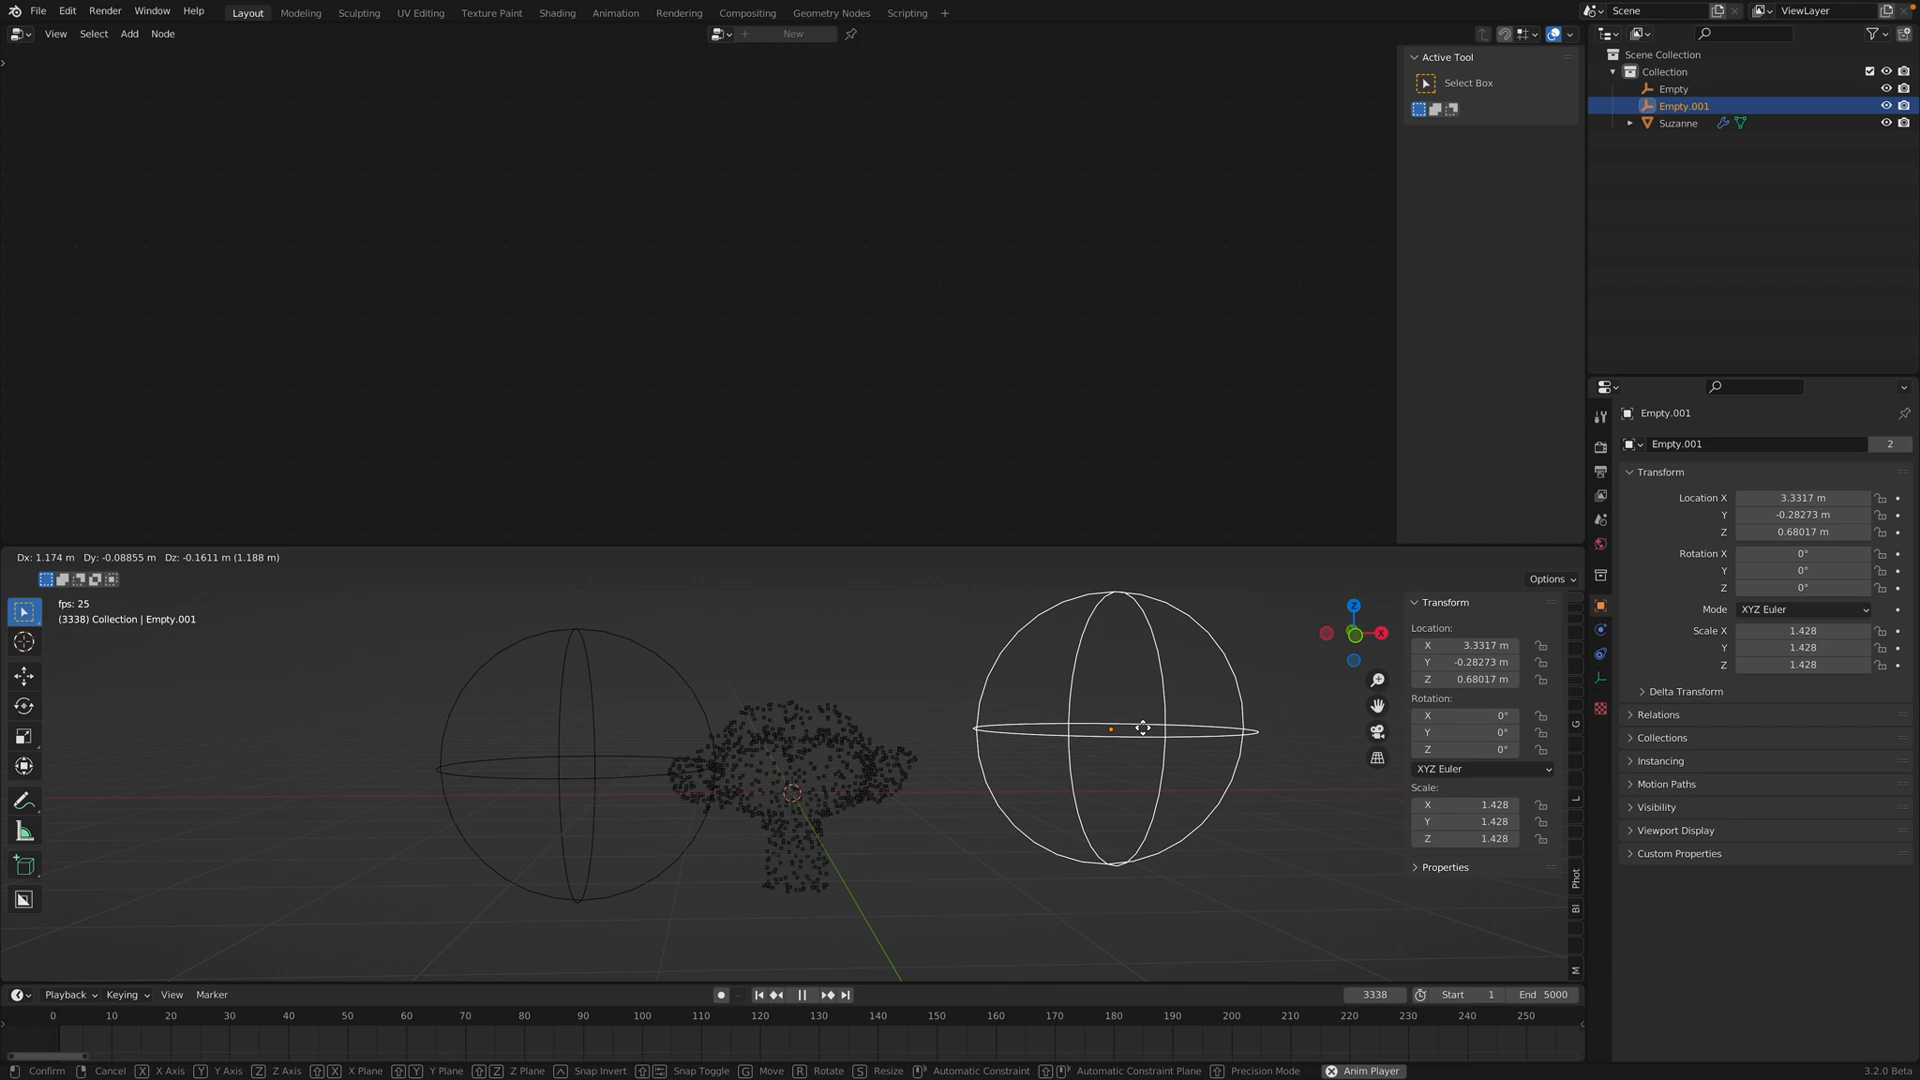 File Edit Render Window Help Layout Modeling Sculpting UV Editing Texture Paint Shading Animation Rendering Compositing Geometry Nodes Scripting + Scene ViewLayer
View Select Add Node + New
Active Tool
Select Box
Scene Collection
Collection
Empty
Empty.001
Suzanne
Empty.001
Empty.001 2
Transform
Location X 3.3317 m
Y -0.28273 m
Z 0.68017 m
Rotation X 0°
Y 0°
Z 0°
Mode XYZ Euler
Scale X 1.428
Y 1.428
Z 1.428
Delta Transform
Relations
Collections
Instancing
Motion Paths
Visibility
Viewport Display
Custom Properties
Dx: 1.174 m Dy: -0.08855 m Dz: -0.1611 m (1.188 m)
Options
fps: 25
(3338) Collection | Empty.001
Z
X
Transform
Location:
X 3.3317 m
Y -0.28273 m
Z 0.68017 m
Rotation:
X 0°
Y 0°
Z 0°
XYZ Euler
Scale:
X 1.428
Y 1.428
Z 1.428
Properties
G
L
Phot
Bl
M
Playback Keying View Marker 3338 Start 1 End 5000
0 10 20 30 40 50 60 70 80 90 100 110 120 130 140 150 160 170 180 190 200 210 220 230 240 250
Confirm Cancel X X Axis Y Y Axis Z Z Axis X X Plane Y Y Plane Z Z Plane Snap Invert Snap Toggle G Move R Rotate S Resize Automatic Constraint Automatic Constraint Plane Precision Mode Anim Player 3.2.0 Beta